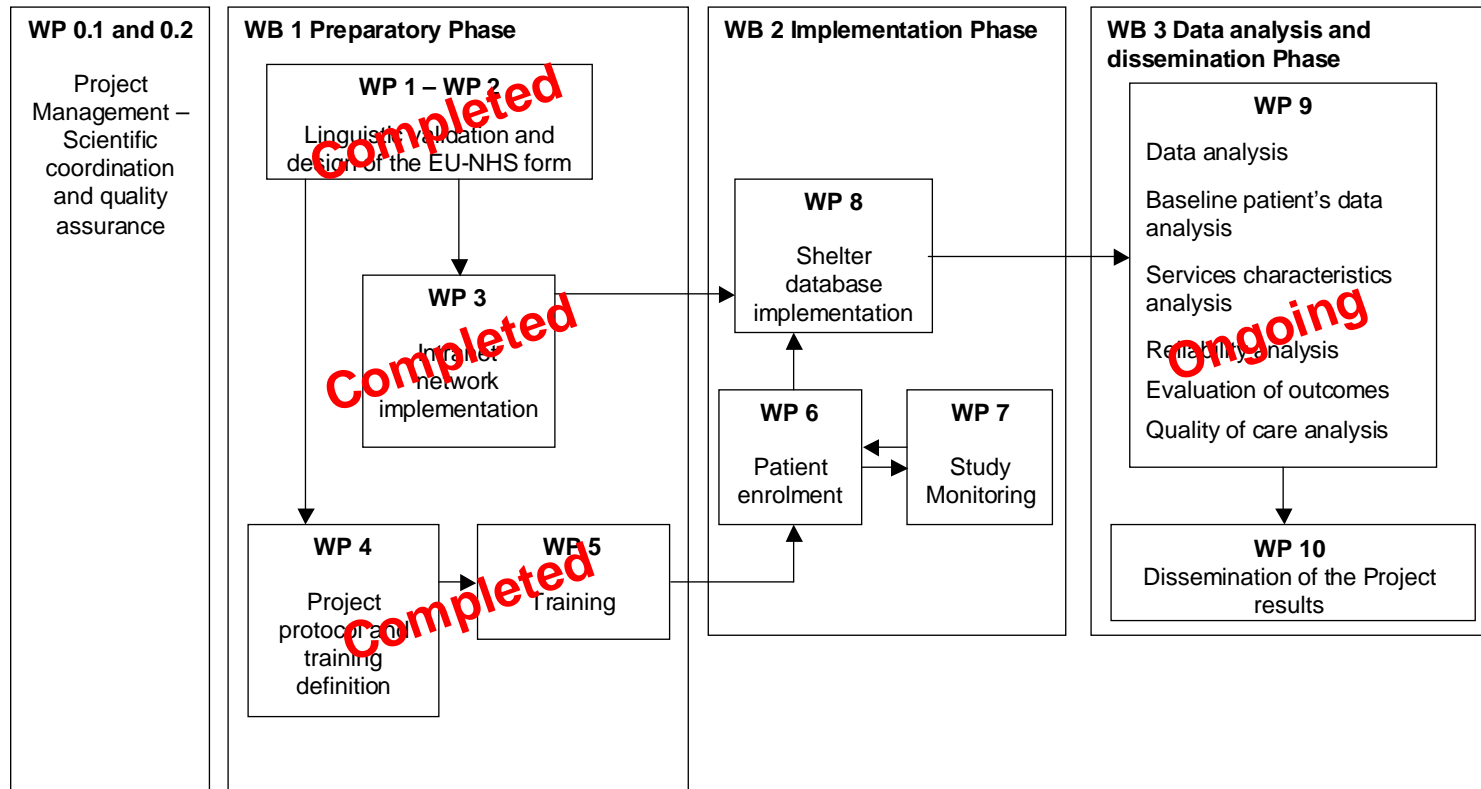 WP 0.1 and 0.2
Project
Management –
Scientific
coordination
and quality
assurance
WB 1 Preparatory Phase
WP 1 – WP 2
Linguistic validation and
design of the EU-NHS form
Completed
WP 3
Intranet
network
implementation
Completed
WP 4
Project
protocol and
training
definition
WP 5
Training
Completed
WB 2 Implementation Phase
WP 8
Shelter
database
implementation
WP 6
Patient
enrolment
WP 7
Study
Monitoring
WB 3 Data analysis and
dissemination Phase
WP 9
Data analysis
Baseline patient’s data
analysis
Services characteristics
analysis
Reliability analysis
Evaluation of outcomes
Quality of care analysis
Ongoing
WP 10
Dissemination of the Project
results